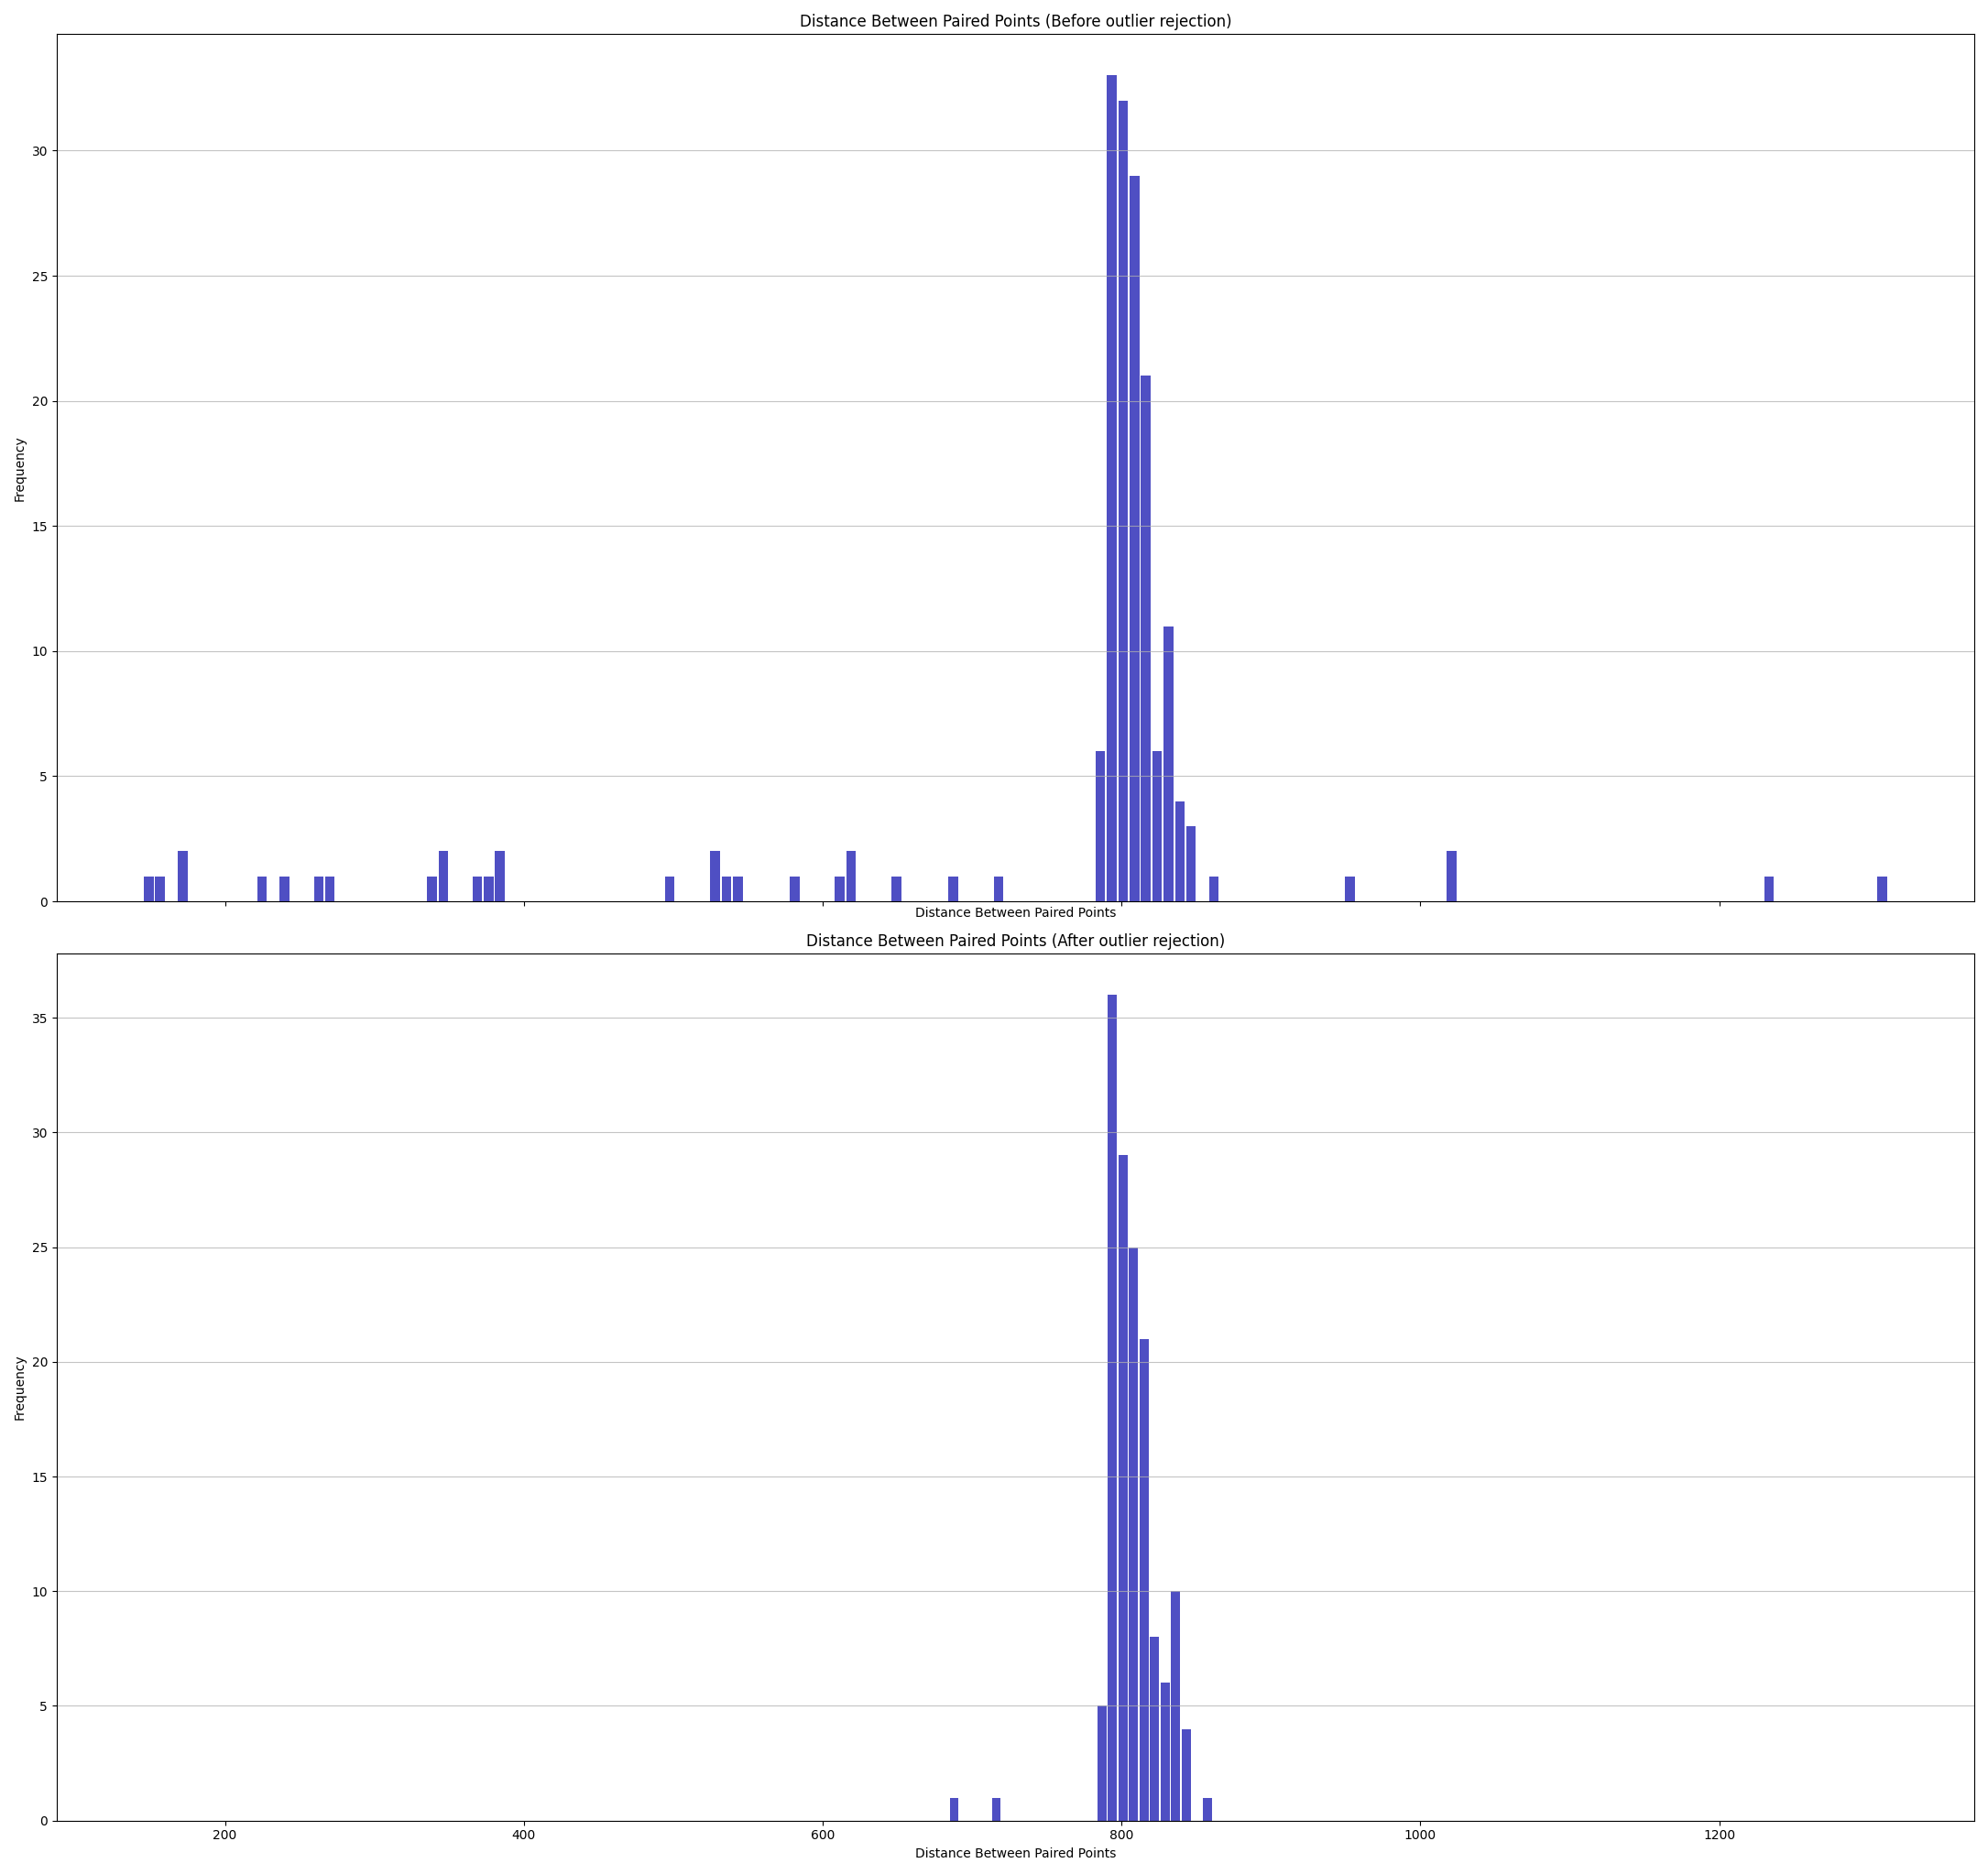 Distance Between Paired Points (Before outlier rejection)
30
25
20
15
10
5
0
Frequency
Distance Between Paired Points
Distance Between Paired Points (After outlier rejection)
35
30
25
20
15
10
5
0
Frequency
200 400 600 800 1000 1200
Distance Between Paired Points